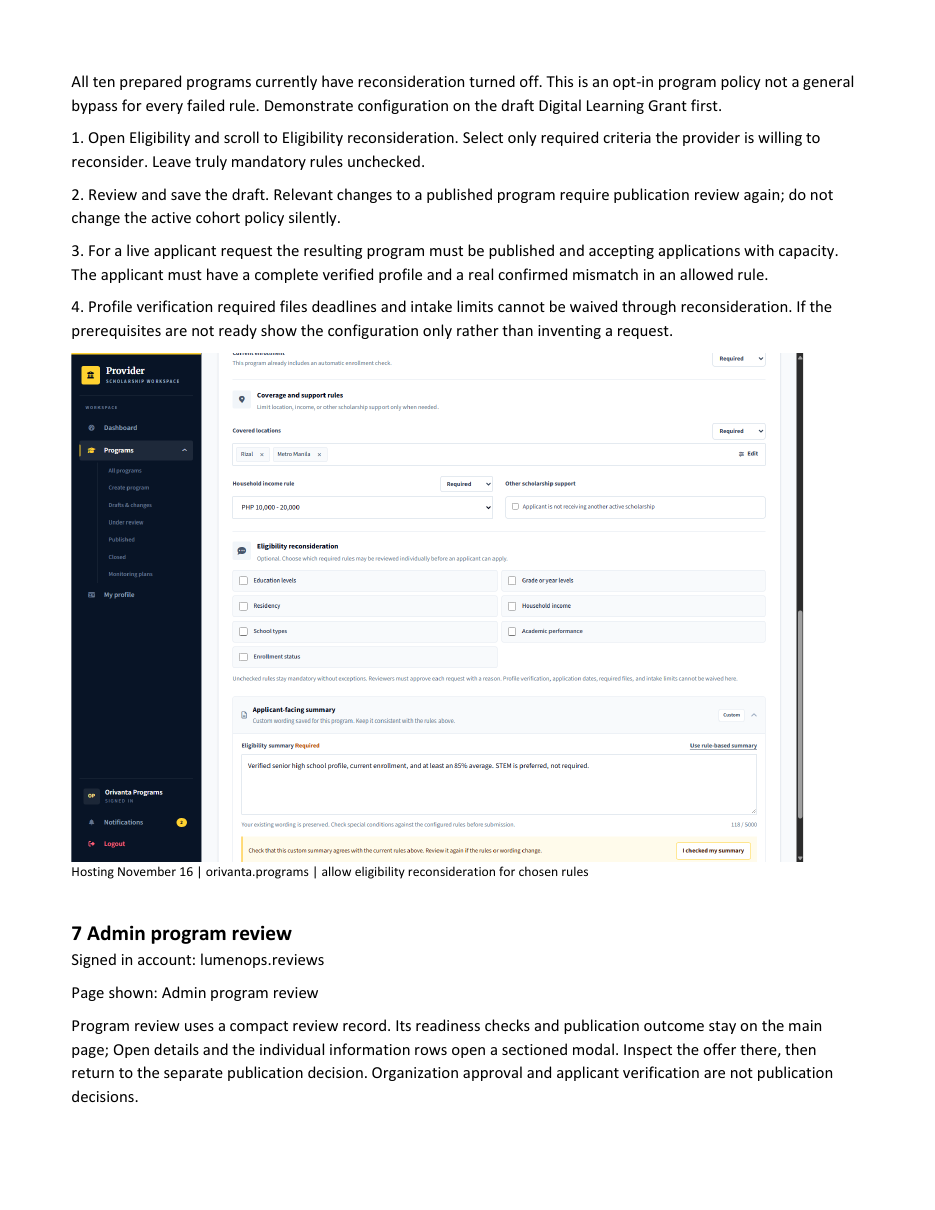 All ten prepared programs currently have reconsideration turned off. This is an opt-in program policy not a general
bypass for every failed rule. Demonstrate configuration on the draft Digital Learning Grant first.
1. Open Eligibility and scroll to Eligibility reconsideration. Select only required criteria the provider is willing to
reconsider. Leave truly mandatory rules unchecked.
2. Review and save the draft. Relevant changes to a published program require publication review again; do not
change the active cohort policy silently.
3. For a live applicant request the resulting program must be published and accepting applications with capacity.
The applicant must have a complete verified profile and a real confirmed mismatch in an allowed rule.
4. Profile verification required files deadlines and intake limits cannot be waived through reconsideration. If the
prerequisites are not ready show the configuration only rather than inventing a request.
Provider
SCHOLARSHIP WORKSPACE
WORKSPACE
Dashboard
Programs
All programs
Create program
Drafts & changes
Under review
Published
Closed
Monitoring plans
My profile
OP
Orivanta Programs
SIGNED IN
Notifications
2
Logout
Current enrollment
Required
This program already includes an automatic enrollment check.
Coverage and support rules
Limit location, income, or other scholarship support only when needed.
Covered locations
Required
Rizal × Metro Manila ×
Edit
Household income rule
Required
Other scholarship support
PHP 10,000 - 20,000
Applicant is not receiving another active scholarship
Eligibility reconsideration
Optional. Choose which required rules may be reviewed individually before an applicant can apply.
Education levels
Grade or year levels
Residency
Household income
School types
Academic performance
Enrollment status
Unchecked rules stay mandatory without exceptions. Reviewers must approve each request with a reason. Profile verification, application dates, required files, and intake limits cannot be waived here.
Applicant-facing summary
Custom wording saved for this program. Keep it consistent with the rules above.
Custom
Eligibility summary Required
Use rule-based summary
Verified senior high school profile, current enrollment, and at least an 85% average. STEM is preferred, not required.
Your existing wording is preserved. Check special conditions against the configured rules before submission.
118 / 5000
Check that this custom summary agrees with the current rules above. Review it again if the rules or wording change.
I checked my summary
Hosting November 16 | orivanta.programs | allow eligibility reconsideration for chosen rules
7 Admin program review
Signed in account: lumenops.reviews
Page shown: Admin program review
Program review uses a compact review record. Its readiness checks and publication outcome stay on the main
page; Open details and the individual information rows open a sectioned modal. Inspect the offer there, then
return to the separate publication decision. Organization approval and applicant verification are not publication
decisions.